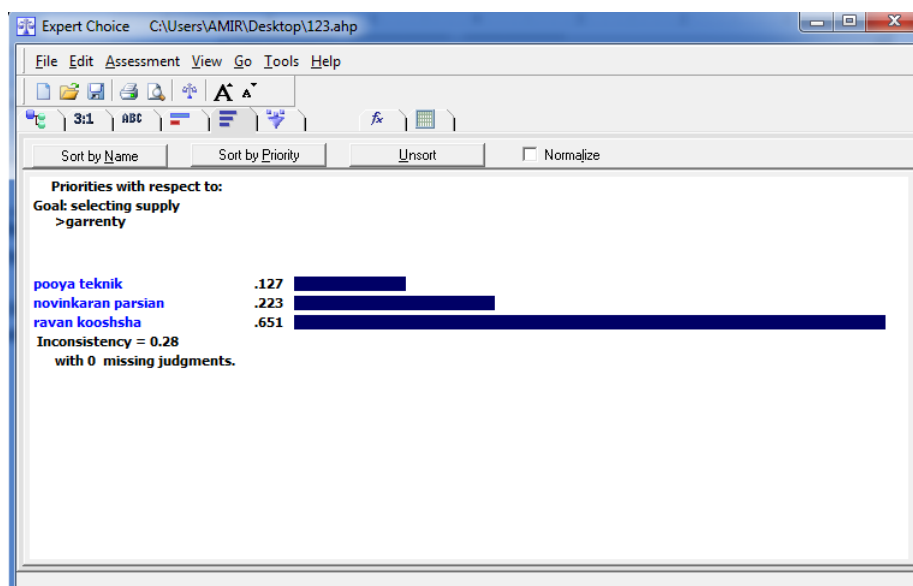 Expert Choice C:\Users\AMIR\Desktop\123.ahp
File Edit Assessment View Go Tools Help
A A
3:1 ABC fx
Sort by Name Sort by Priority Unsort Normalize
Priorities with respect to:
Goal: selecting supply
>garrenty
pooya teknik .127
novinkaran parsian .223
ravan kooshsha .651
Inconsistency = 0.28
with 0 missing judgments.